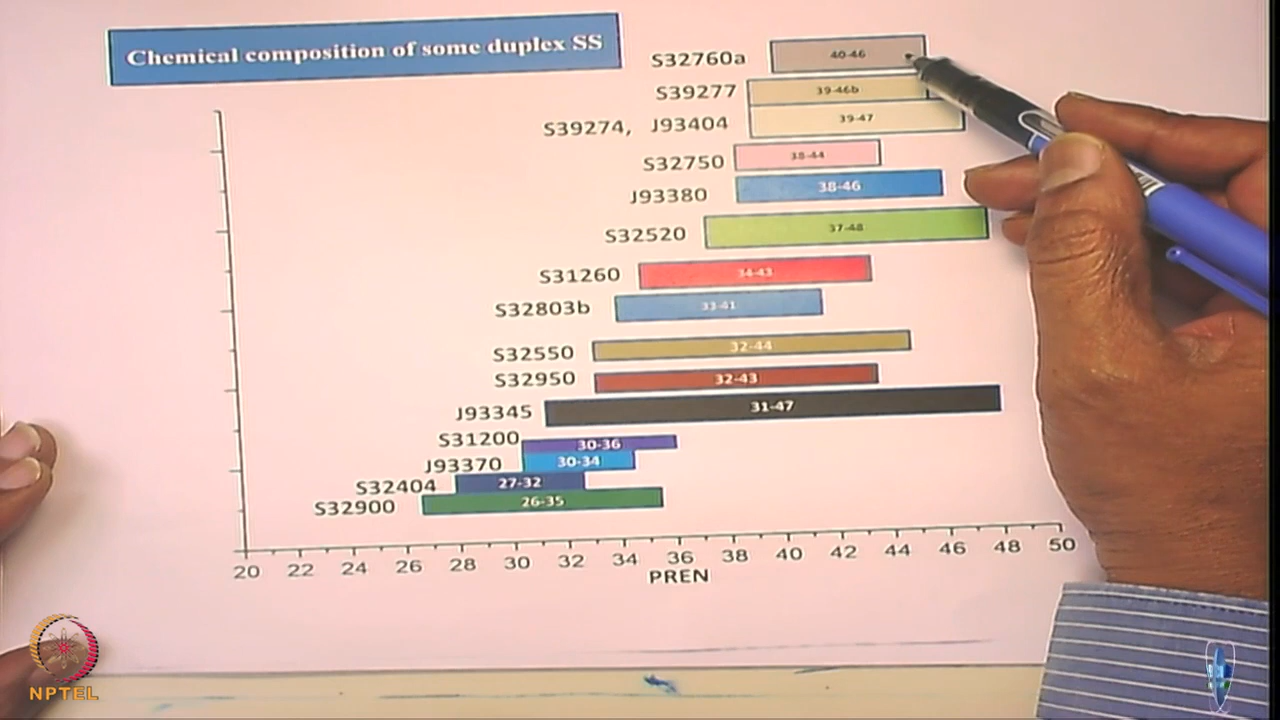 Chemical composition of some duplex SS
S32760a 40-46
S39277 39-46b
S39274, J93404 39-47
S32750 38-44
J93380 38-46
S32520 37-48
S31260 34-43
S32803b 33-41
S32550 32-44
S32950 32-43
J93345 31-47
S31200 30-36
J93370 30-34
S32404 27-32
S32900 26-35
20 22 24 26 28 30 32 34 36 38 40 42 44 46 48 50
PREN
NPTEL